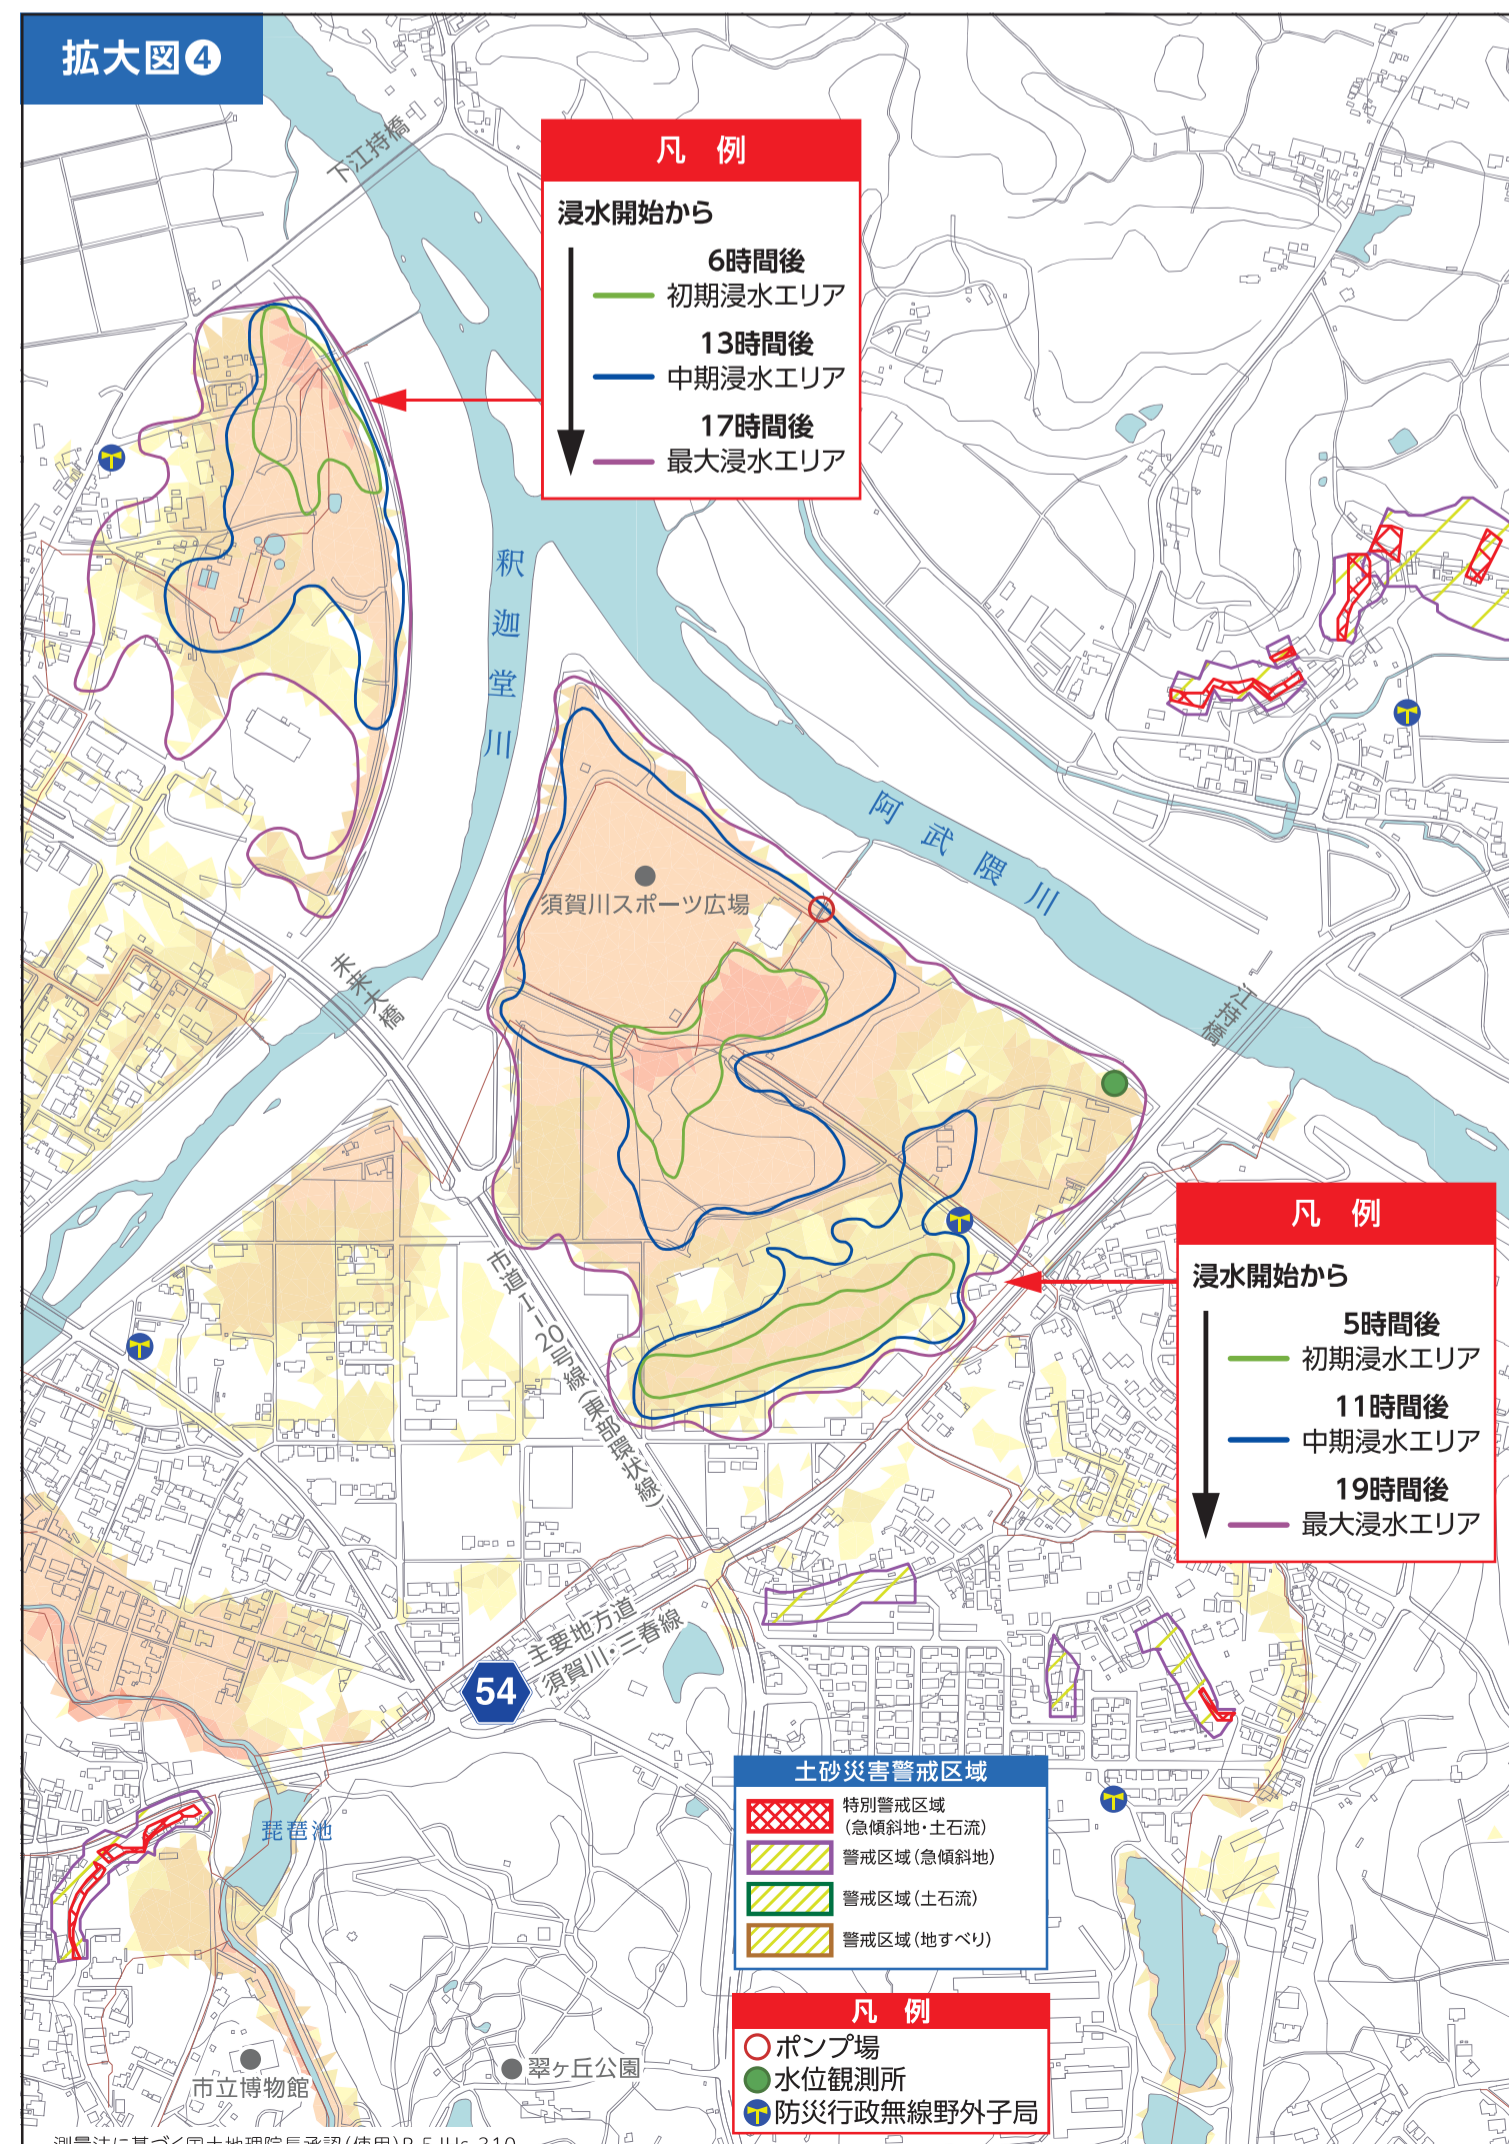 拡大図❹
下江持橋
凡 例
浸水開始から
6時間後
初期浸水エリア
13時間後
中期浸水エリア
17時間後
最大浸水エリア
釈迦堂川
阿武隈川
須賀川スポーツ広場
未来大橋
江持橋
凡 例
浸水開始から
5時間後
初期浸水エリア
11時間後
中期浸水エリア
19時間後
最大浸水エリア
市道Ⅰ-20号線(東部環状線)
主要地方道
須賀川・三春線
54
土砂災害警戒区域
特別警戒区域
(急傾斜地・土石流)
警戒区域(急傾斜地)
警戒区域(土石流)
警戒区域(地すべり)
琵琶池
凡 例
ポンプ場
水位観測所
防災行政無線野外子局
市立博物館
翠ヶ丘公園